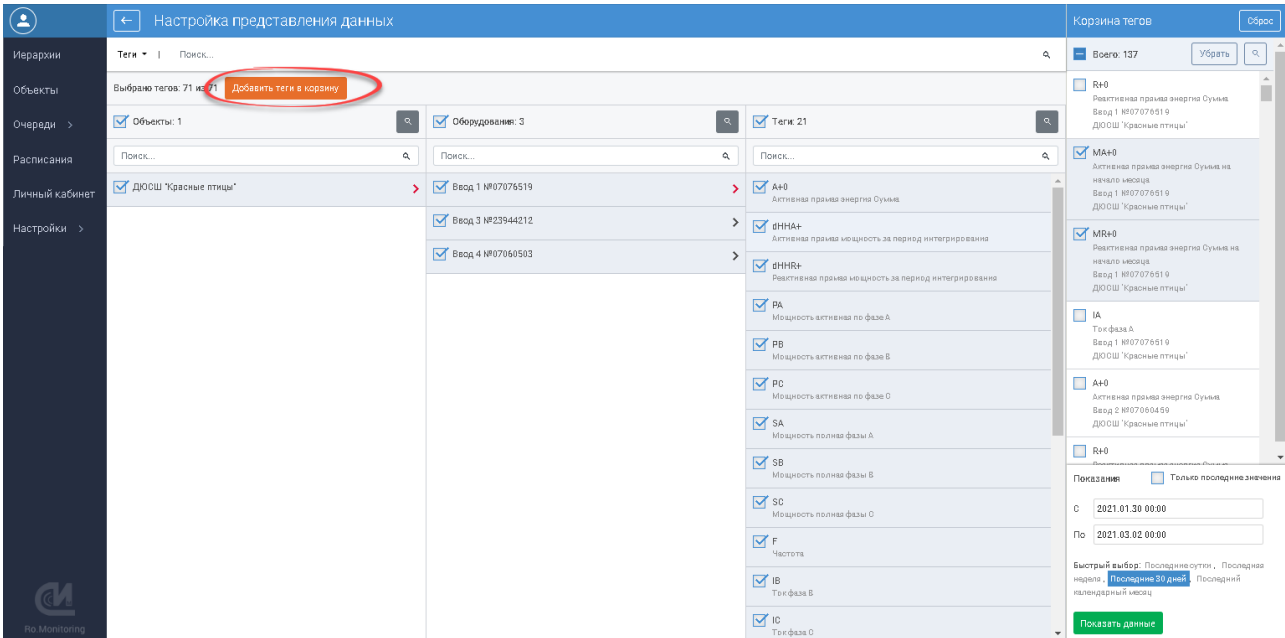 Настройка представления данных
Корзина тегов
Сброс
Иерархии
Объекты
Очереди >
Расписания
Личный кабинет
Настройки >
Ro.Monitoring
Теги
|
Поиск...
Выбрано тегов: 71 из 71
Добавить теги в корзину
Объекты: 1
Поиск...
ДЮСШ "Красные птицы"
Оборудования: 3
Поиск...
Ввод 1 №07076519
Ввод 3 №23944212
Ввод 4 №07060503
Теги: 21
Поиск...
A+0
Активная прямая энергия Сумма
dHHA+
Активная прямая мощность за период интегрирования
dHHR+
Реактивная прямая мощность за период интегрирования
PA
Мощность активная по фазе A
PB
Мощность активная по фазе B
PC
Мощность активная по фазе C
SA
Мощность полная фазы A
SB
Мощность полная фазы B
SC
Мощность полная фазы C
F
Частота
IB
Ток фаза B
IC
Ток фаза C
Всего: 137
Убрать
R+0
Реактивная прямая энергия Сумма
Ввод 1 №07076519
ДЮСШ "Красные птицы"
MA+0
Активная прямая энергия Сумма на
начало месяца
Ввод 1 №07076519
ДЮСШ "Красные птицы"
MR+0
Реактивная прямая энергия Сумма на
начало месяца
Ввод 1 №07076519
ДЮСШ "Красные птицы"
IA
Ток фаза A
Ввод 1 №07076519
ДЮСШ "Красные птицы"
A+0
Активная прямая энергия Сумма
Ввод 2 №07060469
ДЮСШ "Красные птицы"
R+0
Реактивная прямая энергия Сумма
Показания
Только последние значения
С
2021.01.30 00:00
По
2021.03.02 00:00
Быстрый выбор: Последние сутки , Последняя
неделя , Последние 30 дней , Последний
календарный месяц
Показать данные